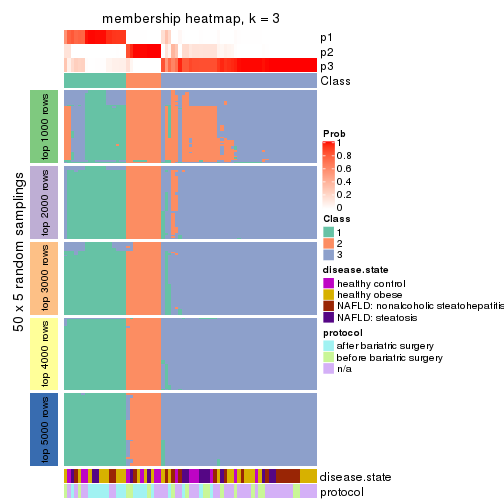 membership heatmap, k = 3
p1
p2
p3
Class
50 x 5 random samplings
top 1000 rows
top 2000 rows
top 3000 rows
top 4000 rows
top 5000 rows
disease.state
protocol
Prob
1
0.8
0.6
0.4
0.2
0
Class
1
2
3
disease.state
healthy control
healthy obese
NAFLD: nonalcoholic steatohepatitis
NAFLD: steatosis
protocol
after bariatric surgery
before bariatric surgery
n/a